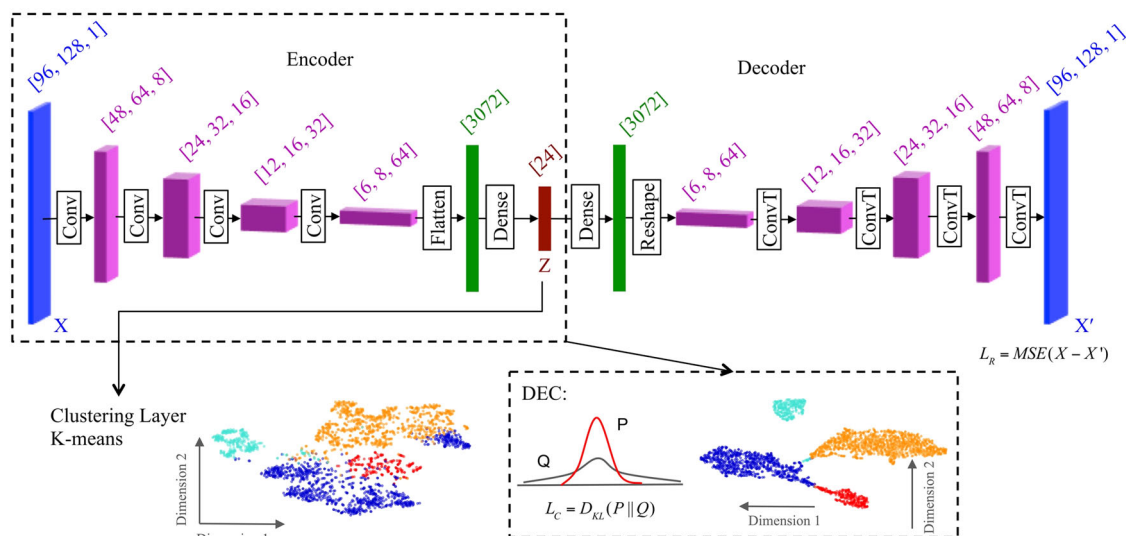 Encoder
Decoder
[96, 128, 1]
[48, 64, 8]
[24, 32, 16]
[12, 16, 32]
[6, 8, 64]
[3072]
[24]
[3072]
[6, 8, 64]
[12, 16, 32]
[24, 32, 16]
[48, 64, 8]
[96, 128, 1]
Conv
Conv
Conv
Conv
Flatten
Dense
Dense
Reshape
ConvT
ConvT
ConvT
ConvT
X
Z
X'
L_R = MSE(X − X')
Clustering Layer
K-means
Dimension 2
DEC:
P
Q
L_C = D_KL(P ∥ Q)
Dimension 1
Dimension 2